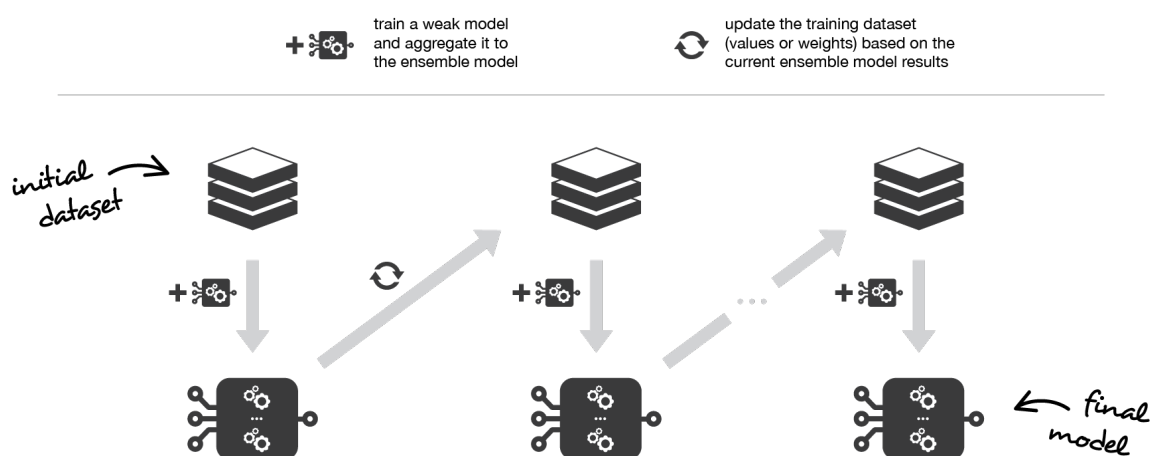 train a weak model
and aggregate it to
the ensemble model
update the training dataset
(values or weights) based on the
current ensemble model results
initial
dataset
final
model